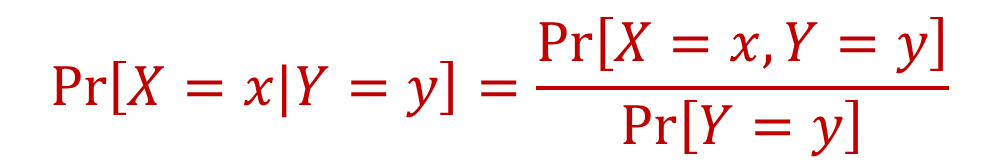 Pr[X = x|Y = y] = Pr[X = x, Y = y] / Pr[Y = y]